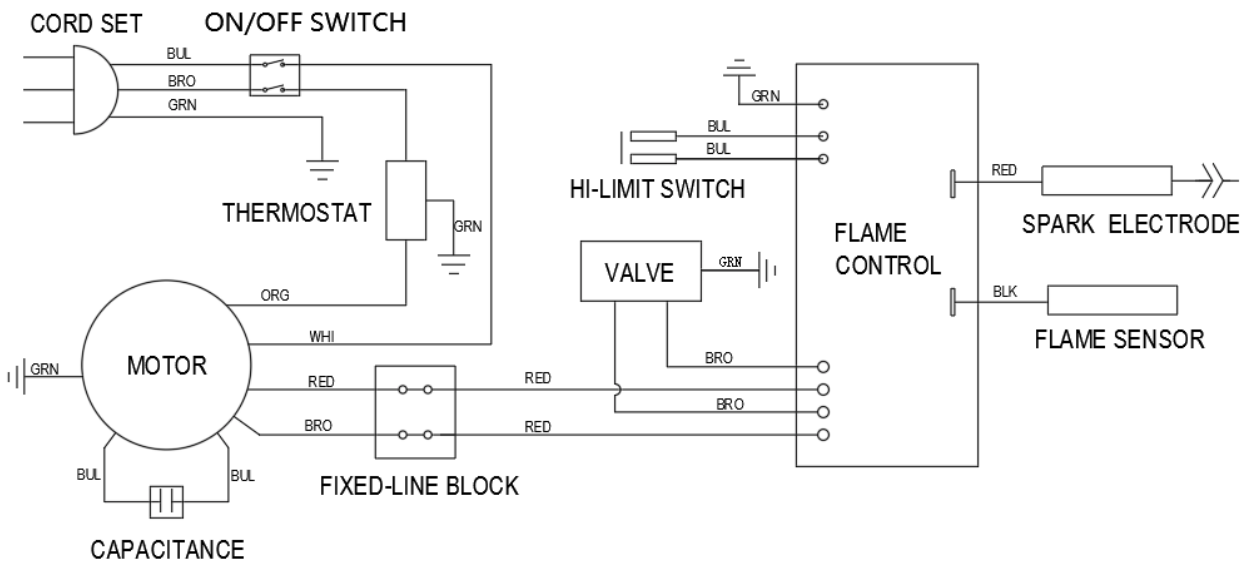 CORD SET
ON/OFF SWITCH
BUL
BRO
GRN
THERMOSTAT
GRN
ORG
WHI
MOTOR
GRN
RED
RED
BRO
RED
FIXED-LINE BLOCK
BUL
BUL
CAPACITANCE
GRN
BUL
BUL
HI-LIMIT SWITCH
VALVE
GRN
BRO
BRO
FLAME
CONTROL
RED
SPARK ELECTRODE
BLK
FLAME SENSOR